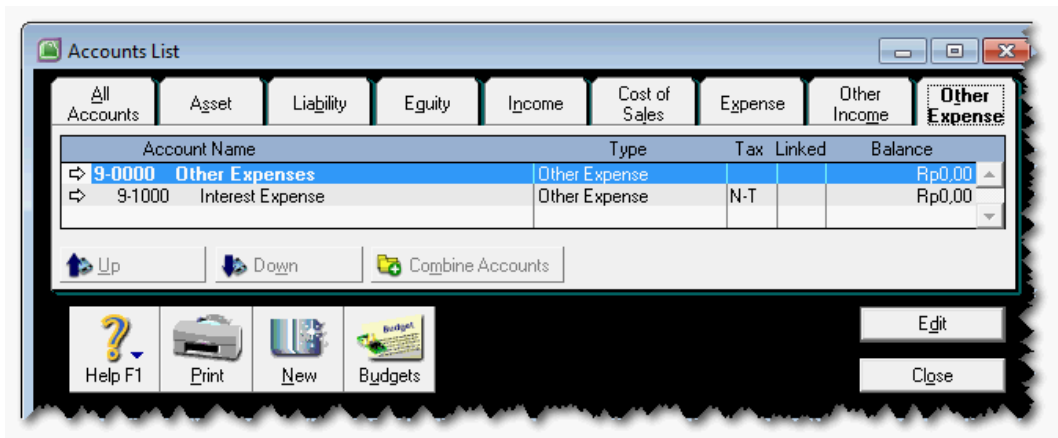 Accounts List
All Accounts
Asset
Liability
Equity
Income
Cost of Sales
Expense
Other Income
Other Expense
Account Name Type Tax Linked Balance
9-0000 Other Expenses Other Expense Rp0,00
9-1000 Interest Expense Other Expense N-T Rp0,00
Up Down Combine Accounts
Budget
Help F1 Print New Budgets
Edit
Close